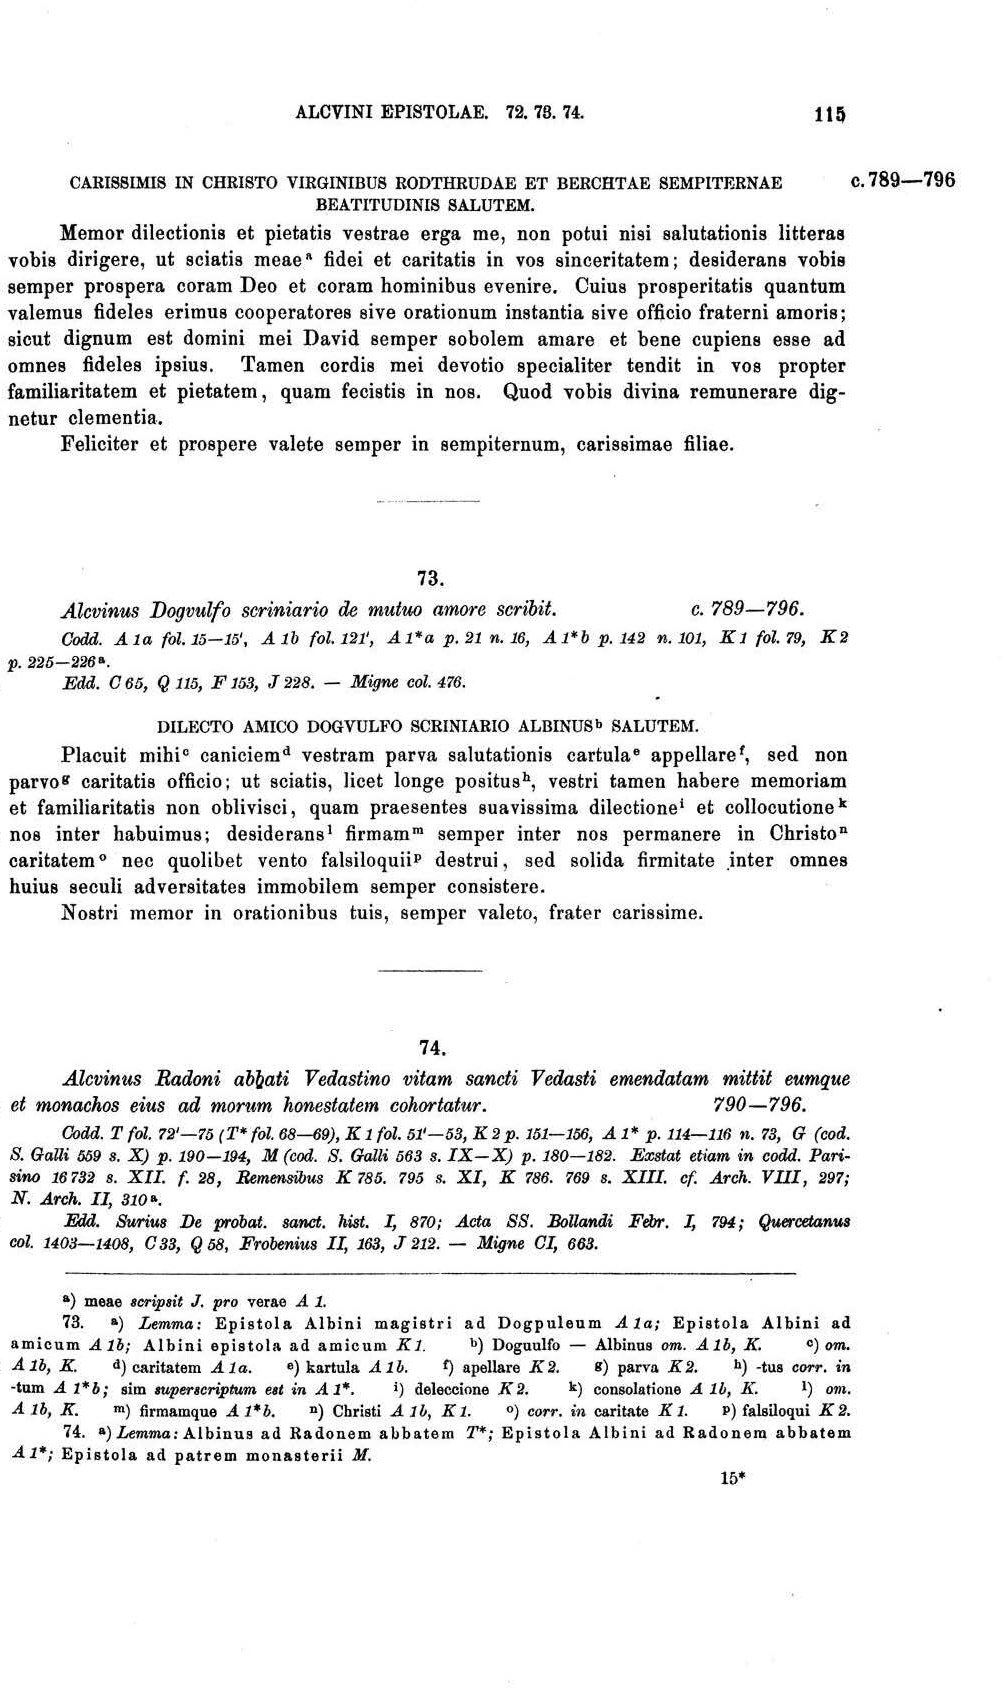 ALCVINI EPISTOLAE. 72. 73. 74. 115
CARISSIMIS IN CHRISTO VIRGINIBUS RODTHRUDAE ET BERCHTAE SEMPITERNAE c. 789—796
BEATITUDINIS SALUTEM.
Memor dilectionis et pietatis vestrae erga me, non potui nisi salutationis litteras
vobis dirigere, ut sciatis meae a fidei et caritatis in vos sinceritatem; desiderans vobis
semper prospera coram Deo et coram hominibus evenire. Cuius prosperitatis quantum
valemus fideles erimus cooperatores sive orationum instantia sive officio fraterni amoris;
sicut dignum est domini mei David semper sobolem amare et bene cupiens esse ad
omnes fideles ipsius. Tamen cordis mei devotio specialiter tendit in vos propter
familiaritatem et pietatem, quam fecistis in nos. Quod vobis divina remunerare dig-
netur clementia.
Feliciter et prospere valete semper in sempiternum, carissimae filiae.
73.
Alcvinus Dogvulfo scriniario de mutuo amore scribit. c. 789—796.
Codd. A 1a fol. 15—15', A 1b fol. 121', A 1*a p. 21 n. 16, A 1*b p. 142 n. 101, K 1 fol. 79, K 2
p. 225—226 a.
Edd. C 65, Q 115, F 153, J 228. — Migne col. 476.
DILECTO AMICO DOGVULFO SCRINIARIO ALBINUS b SALUTEM.
Placuit mihi c caniciem d vestram parva salutationis cartula e appellare f, sed non
parvo g caritatis officio; ut sciatis, licet longe positus h, vestri tamen habere memoriam
et familiaritatis non oblivisci, quam praesentes suavissima dilectione i et collocutione k
nos inter habuimus; desiderans l firmam m semper inter nos permanere in Christo n
caritatem o nec quolibet vento falsiloquii p destrui, sed solida firmitate inter omnes
huius seculi adversitates immobilem semper consistere.
Nostri memor in orationibus tuis, semper valeto, frater carissime.
74.
Alcvinus Radoni abbati Vedastino vitam sancti Vedasti emendatam mittit eumque
et monachos eius ad morum honestatem cohortatur. 790—796.
Codd. T fol. 72'—75 (T* fol. 68—69), K 1 fol. 51'—53, K 2 p. 151—156, A 1* p. 114—116 n. 73, G (cod.
S. Galli 559 s. X) p. 190—194, M (cod. S. Galli 563 s. IX—X) p. 180—182. Exstat etiam in codd. Pari-
sino 16732 s. XII. f. 28, Remensibus K 785. 795 s. XI, K 786. 769 s. XIII. cf. Arch. VIII, 297;
N. Arch. II, 310 a.
Edd. Surius De probat. sanct. hist. I, 870; Acta SS. Bollandi Febr. I, 794; Quercetanus
col. 1403—1408, C 33, Q 58, Frobenius II, 163, J 212. — Migne CI, 663.
a) meae scripsit J. pro verae A 1.
73. a) Lemma: Epistola Albini magistri ad Dogpuleum A 1a; Epistola Albini ad
amicum A 1b; Albini epistola ad amicum K 1. b) Doguulfo — Albinus om. A 1b, K. c) om.
A 1b, K. d) caritatem A 1a. e) kartula A 1b. f) apellare K 2. g) parva K 2. h) -tus corr. in
-tum A 1*b; sim superscriptum est in A 1*. i) deleccione K 2. k) consolatione A 1b, K. l) om.
A 1b, K. m) firmamque A 1*b. n) Christi A 1b, K 1. o) corr. in caritate K 1. p) falsiloqui K 2.
74. a) Lemma: Albinus ad Radonem abbatem T*; Epistola Albini ad Radonem abbatem
A 1*; Epistola ad patrem monasterii M.
15*